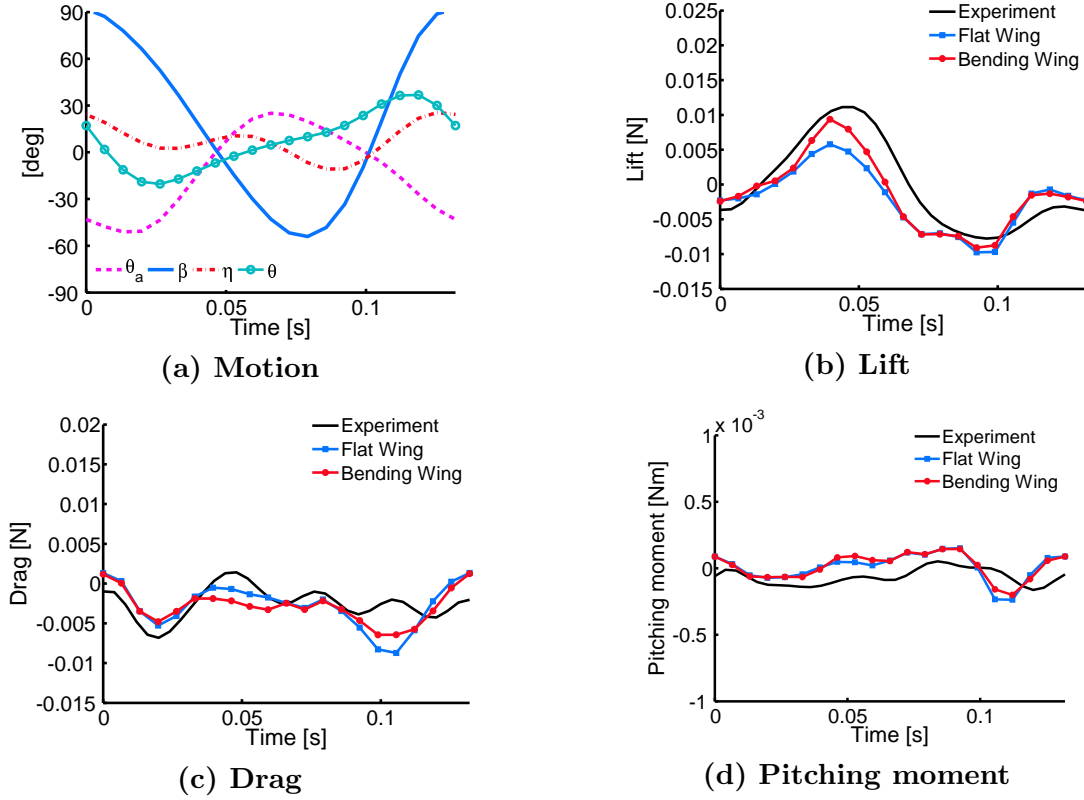 90
30
0
-30
-60
-90
[deg]
θa β η θ
0 0.05 0.1
Time [s]
(a) Motion
0.025
0.02
0.015
0.01
0.005
0
-0.005
-0.01
-0.015
Lift [N]
Experiment
Flat Wing
Bending Wing
0 0.05 0.1
Time [s]
(b) Lift
0.02
0.015
0.01
0.005
0
-0.005
-0.01
-0.015
Drag [N]
Experiment
Flat Wing
Bending Wing
0 0.05 0.1
Time [s]
(c) Drag
x 10^-3
1
0.5
0
-0.5
-1
Pitching moment [Nm]
Experiment
Flat Wing
Bending Wing
0 0.05 0.1
Time [s]
(d) Pitching moment